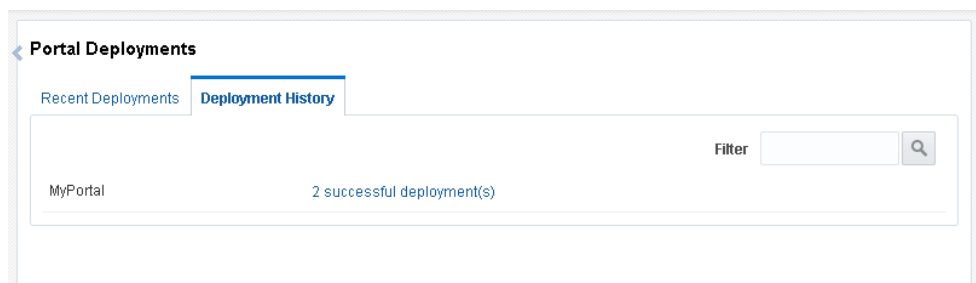 Portal Deployments
Recent Deployments Deployment History
Filter
MyPortal 2 successful deployment(s)